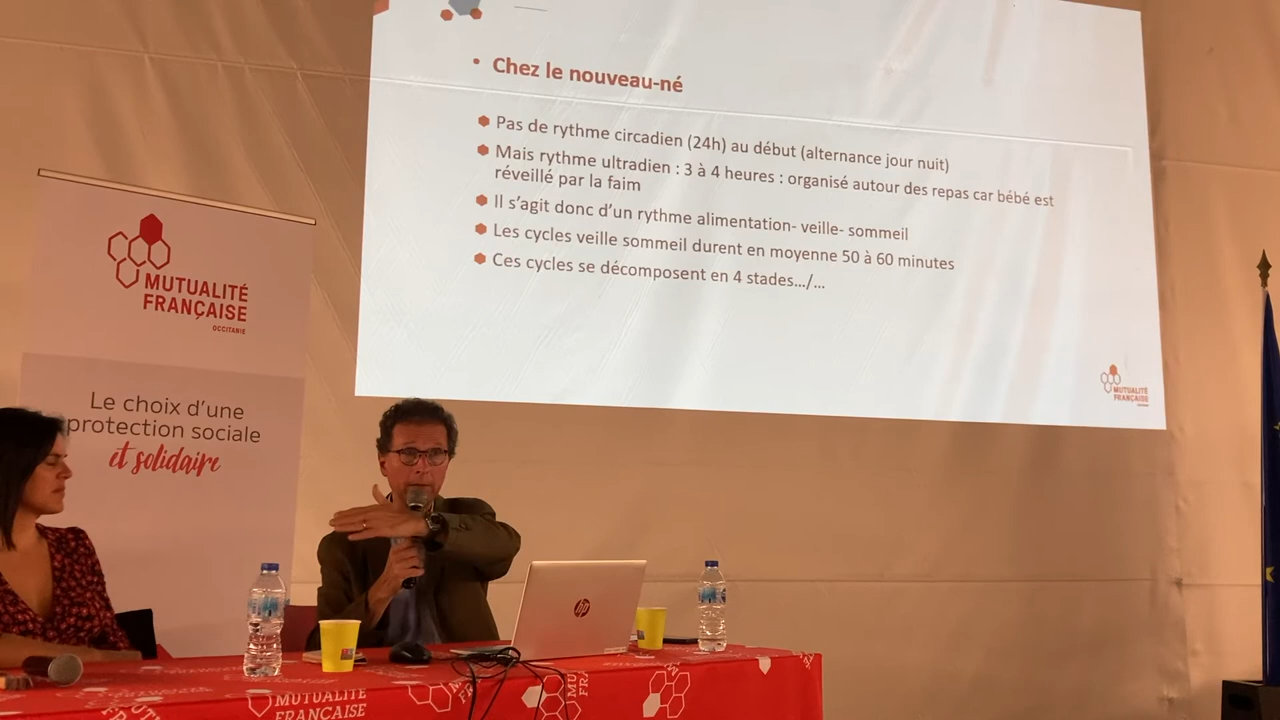 • Chez le nouveau-né
Pas de rythme circadien (24h) au début (alternance jour nuit)
Mais rythme ultradien : 3 à 4 heures : organisé autour des repas car bébé est
réveillé par la faim
Il s’agit donc d’un rythme alimentation- veille- sommeil
Les cycles veille sommeil durent en moyenne 50 à 60 minutes
Ces cycles se décomposent en 4 stades…/…
MUTUALITÉ
FRANÇAISE
MUTUALITÉ
FRANÇAISE
OCCITANIE
Le choix d’une
protection sociale
et solidaire
hp
MUTUALITÉ
FRANÇAISE